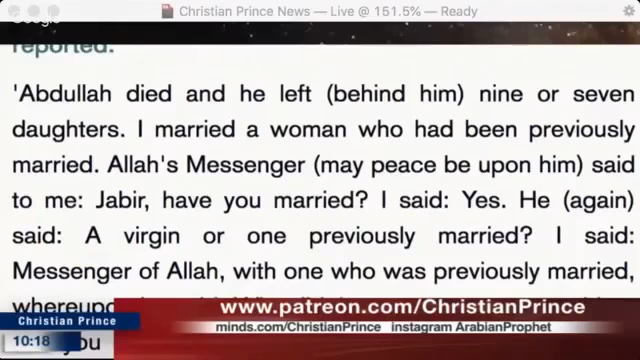 Christian Prince News — Live @ 151.5% — Ready
Google
reported.
'Abdullah died and he left (behind him) nine or seven
daughters. I married a woman who had been previously
married. Allah's Messenger (may peace be upon him) said
to me: Jabir, have you married? I said: Yes. He (again)
said: A virgin or one previously married? I said:
Messenger of Allah, with one who was previously married,
whereupo
www.patreon.com/ChristianPrince
Christian Prince
minds.com/ChristianPrince instagram ArabianProphet
10:18
you